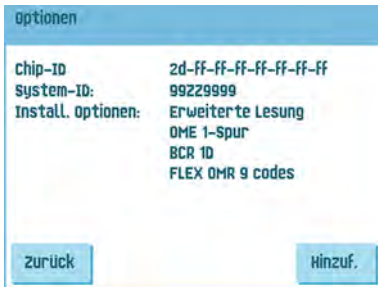 Optionen
Chip-ID 2d-ff-ff-ff-ff-ff-ff-ff
System-ID: 99ZZ9999
Install. Optionen: Erweiterte Lesung
OME 1-Spur
BCR 1D
FLEX OMR 9 codes
Zurück Hinzuf.